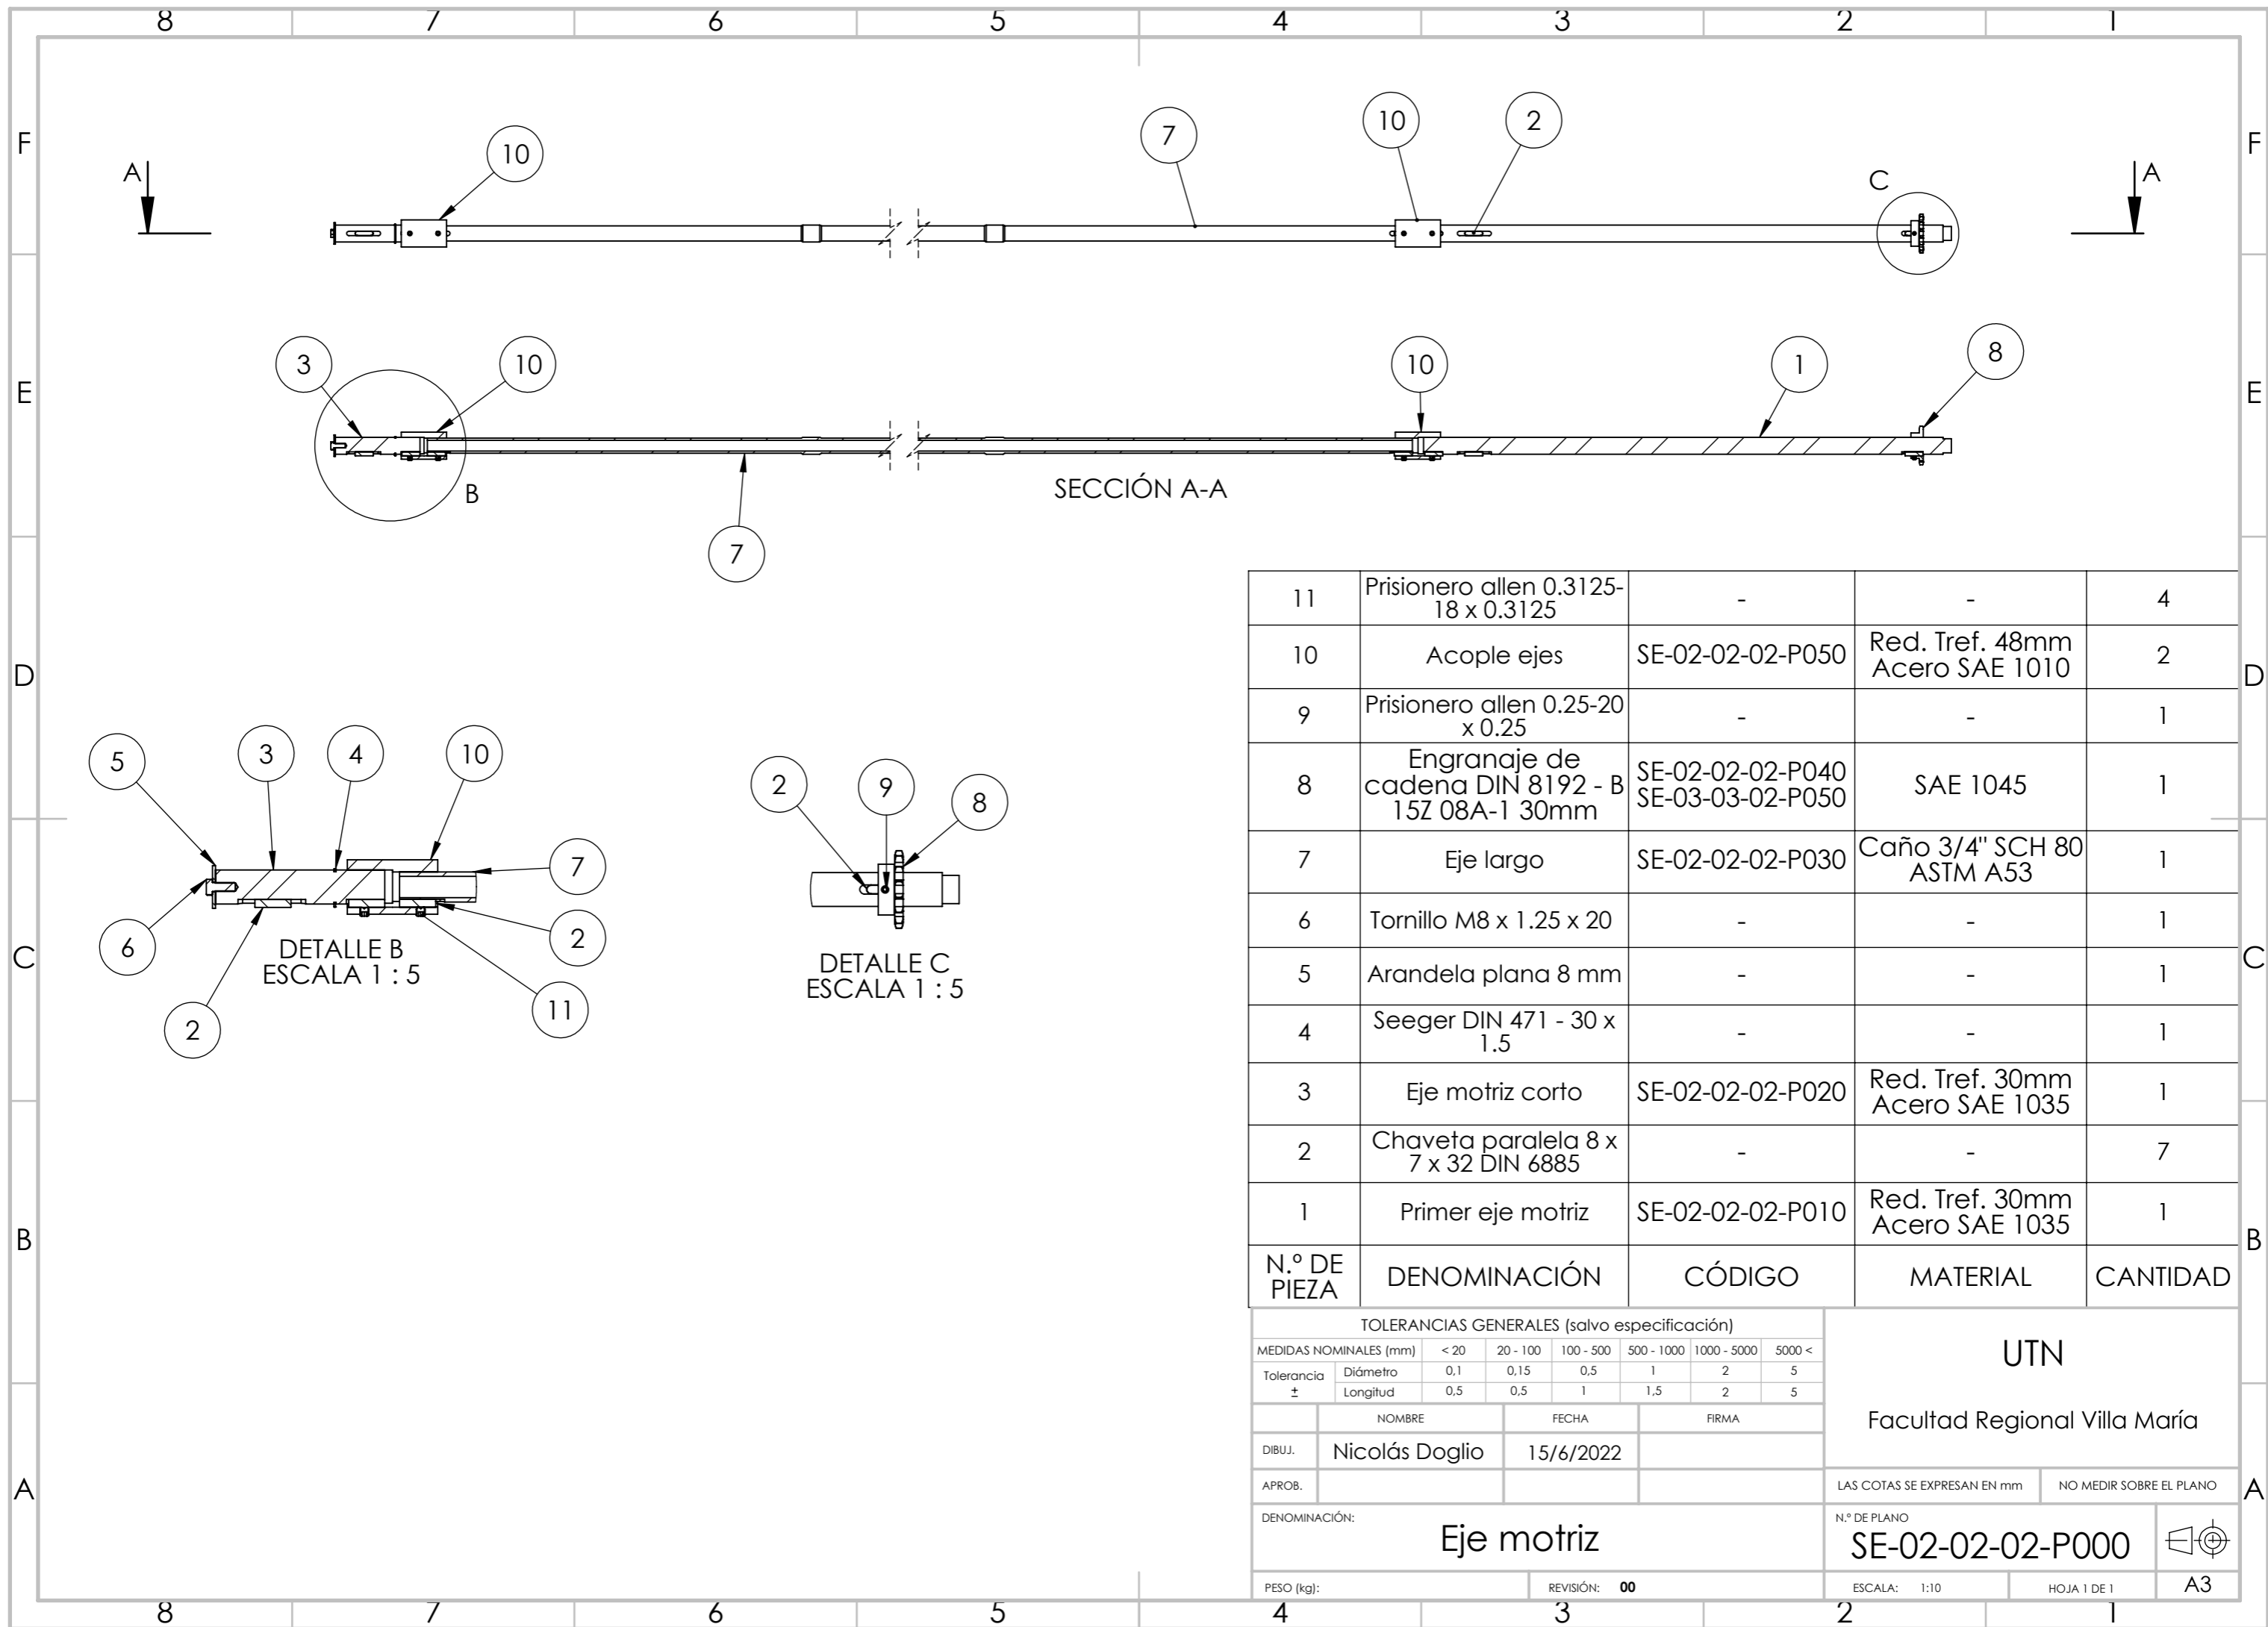 8 7 6 5 4 3 2 1
F F
10 7 10 2
A C A
3 10 10 1 8
E E
B
SECCIÓN A-A
7
D D
5 3 4 10
2 9 8
7
6 2
DETALLE B
ESCALA 1 : 5
DETALLE C
ESCALA 1 : 5
11
2
C C
11 Prisionero allen 0.3125-
18 x 0.3125 - - 4
10 Acople ejes SE-02-02-02-P050 Red. Tref. 48mm
Acero SAE 1010 2
9 Prisionero allen 0.25-20
x 0.25 - - 1
8 Engranaje de
cadena DIN 8192 - B
15Z 08A-1 30mm SE-02-02-02-P040
SE-03-03-02-P050 SAE 1045 1
7 Eje largo SE-02-02-02-P030 Caño 3/4" SCH 80
ASTM A53 1
6 Tornillo M8 x 1.25 x 20 - - 1
5 Arandela plana 8 mm - - 1
4 Seeger DIN 471 - 30 x
1.5 - - 1
3 Eje motriz corto SE-02-02-02-P020 Red. Tref. 30mm
Acero SAE 1035 1
2 Chaveta paralela 8 x
7 x 32 DIN 6885 - - 7
1 Primer eje motriz SE-02-02-02-P010 Red. Tref. 30mm
Acero SAE 1035 1
B B
N.º DE
PIEZA DENOMINACIÓN CÓDIGO MATERIAL CANTIDAD
TOLERANCIAS GENERALES (salvo especificación)
MEDIDAS NOMINALES (mm) < 20 20 - 100 100 - 500 500 - 1000 1000 - 5000 5000 <
Tolerancia
±
Diámetro 0,1 0,15 0,5 1 2 5
Longitud 0,5 0,5 1 1,5 2 5
NOMBRE FECHA FIRMA
DIBUJ. Nicolás Doglio 15/6/2022
APROB.
UTN
Facultad Regional Villa María
LAS COTAS SE EXPRESAN EN mm NO MEDIR SOBRE EL PLANO
A A
DENOMINACIÓN:
Eje motriz
N.º DE PLANO
SE-02-02-02-P000
PESO (kg): REVISIÓN: 00 ESCALA: 1:10 HOJA 1 DE 1 A3
8 7 6 5 4 3 2 1